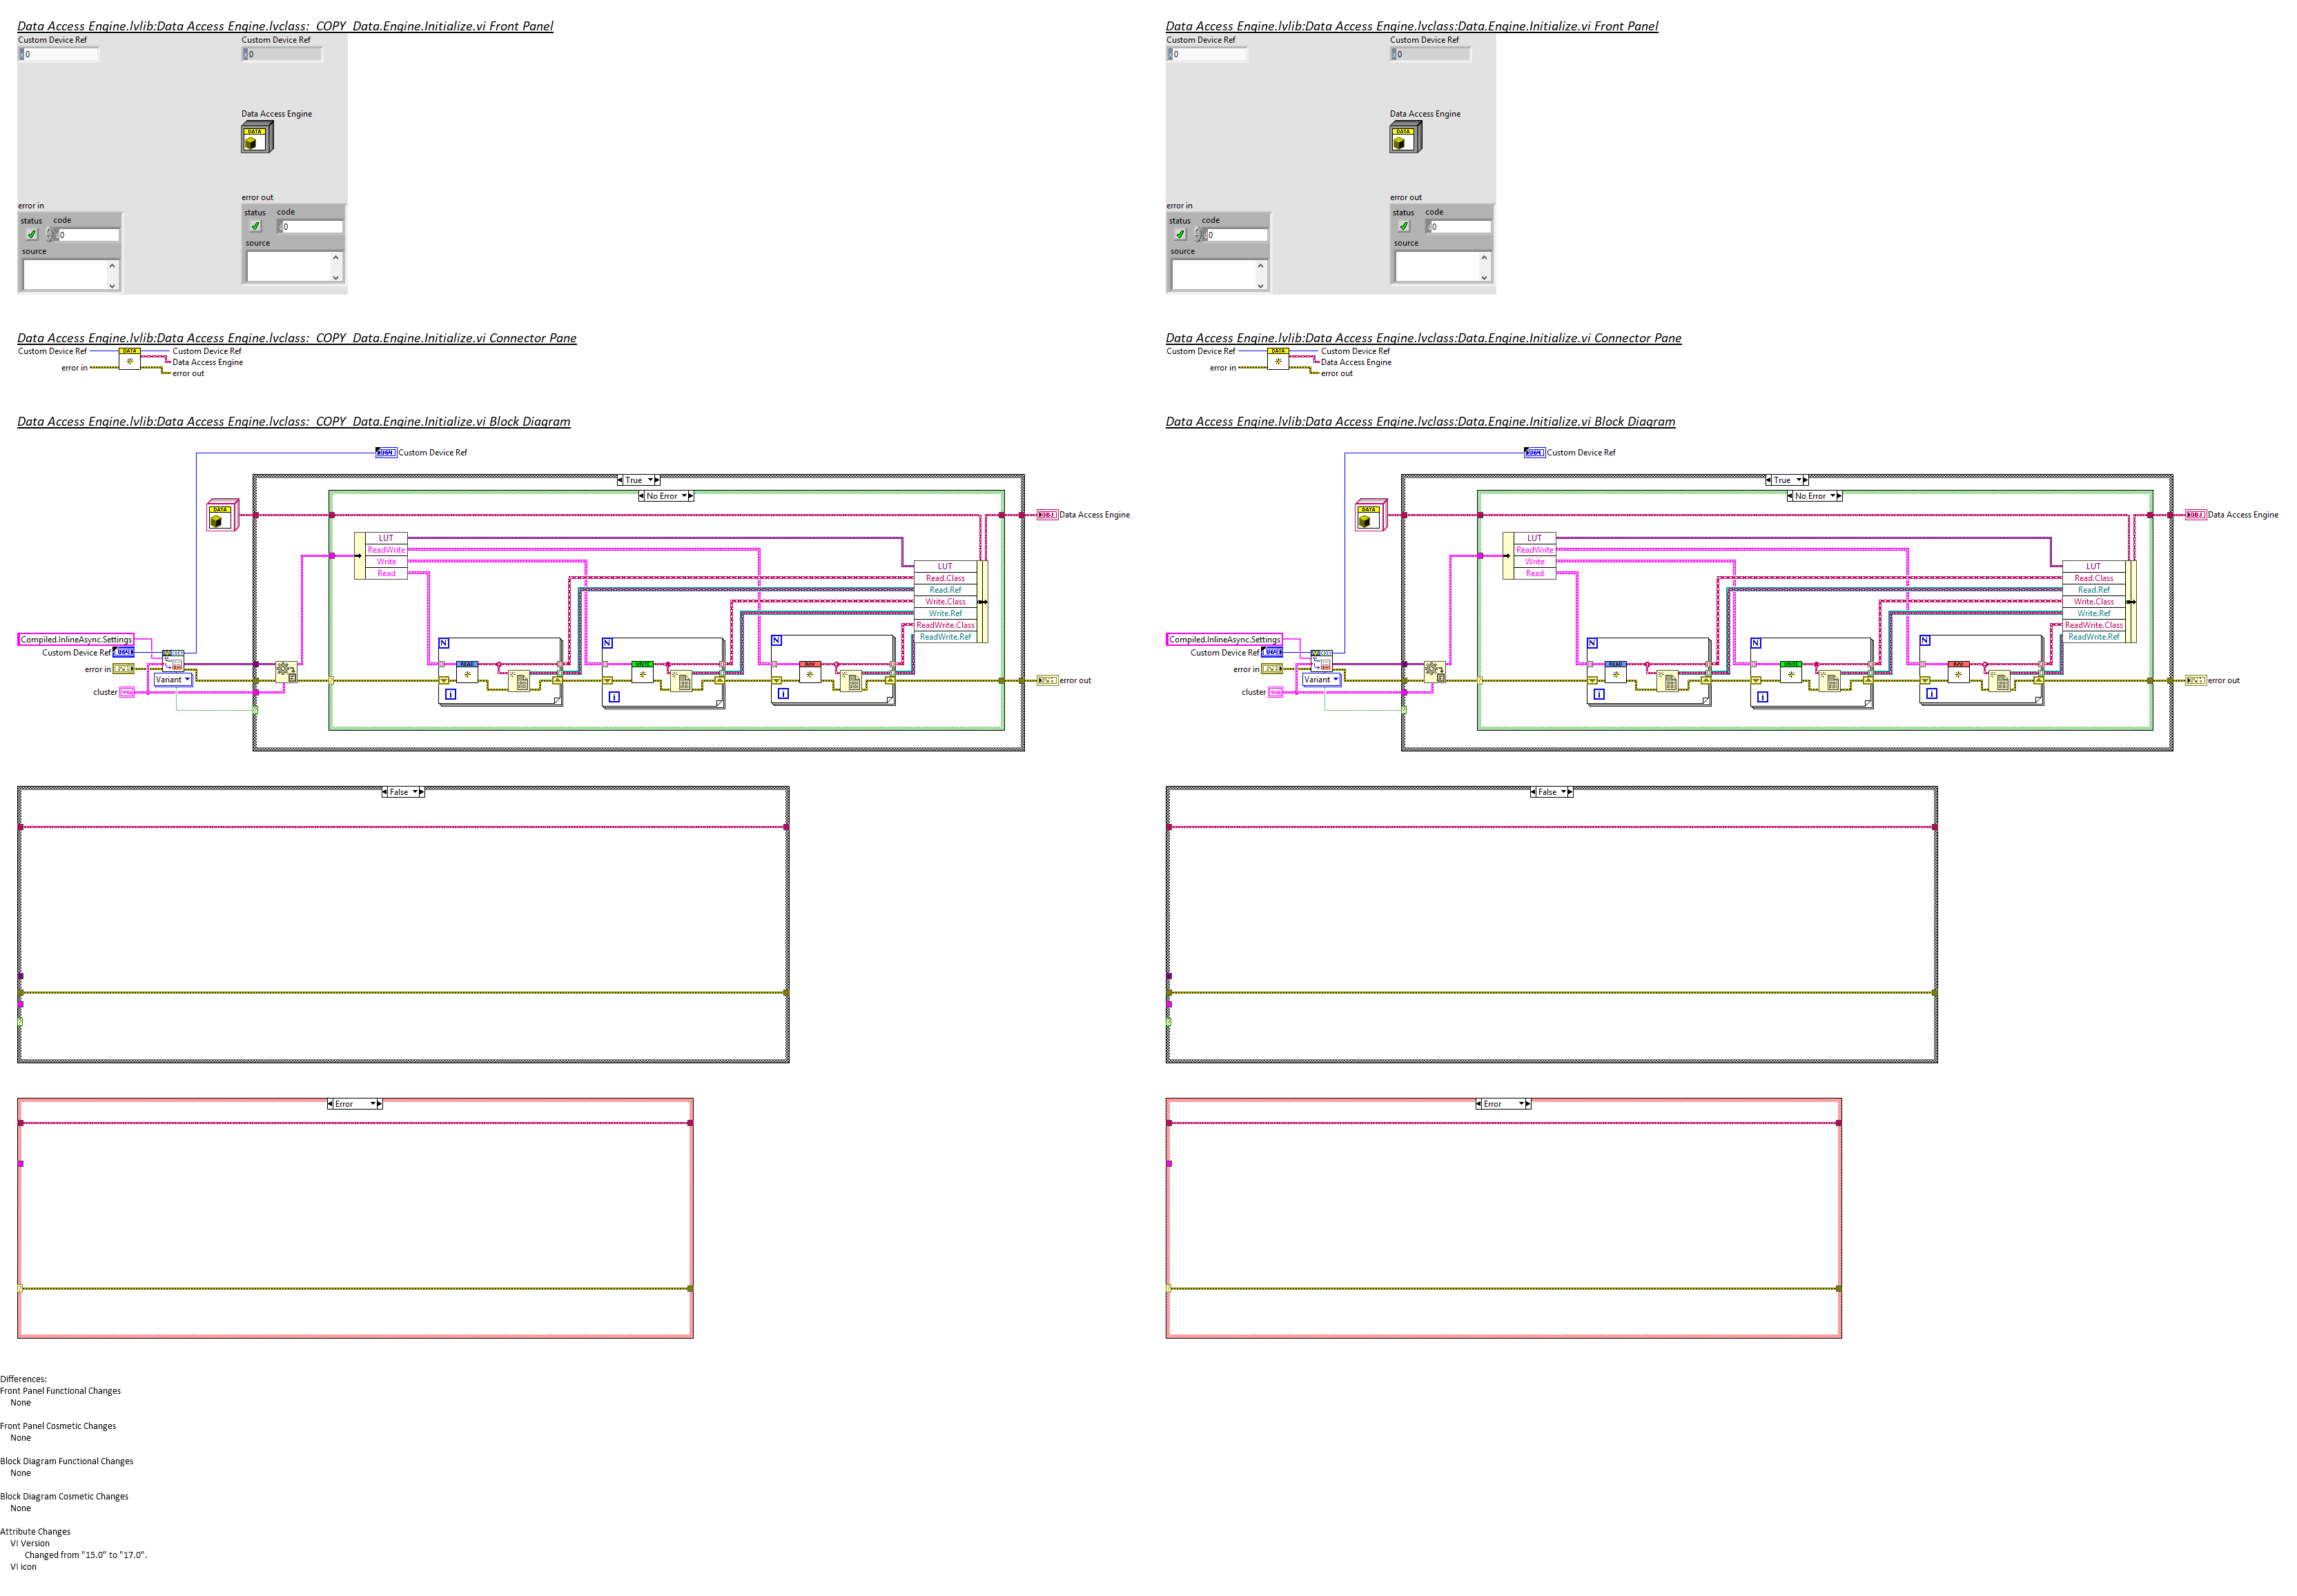 Data Access Engine.lvlib:Data Access Engine.lvclass:_COPY_Data.Engine.Initialize.vi Front Panel
Custom Device Ref
0
Custom Device Ref
0
Data Access Engine
DATA
error in
status code
0
source
error out
status code
0
source
Data Access Engine.lvlib:Data Access Engine.lvclass:_COPY_Data.Engine.Initialize.vi Connector Pane
Custom Device Ref
DATA
Custom Device Ref
Data Access Engine
error in
error out
Data Access Engine.lvlib:Data Access Engine.lvclass:_COPY_Data.Engine.Initialize.vi Block Diagram
Custom Device Ref
True
No Error
DATA
Data Access Engine
LUT
ReadWrite
Write
Read
LUT
Read.Class
Read.Ref
Write.Class
Write.Ref
ReadWrite.Class
ReadWrite.Ref
Compiled.InlineAsync.Settings
Custom Device Ref
error in
Variant
cluster
N
READ
i
N
WRITE
i
N
R/W
i
error out
False
Error
Data Access Engine.lvlib:Data Access Engine.lvclass:Data.Engine.Initialize.vi Front Panel
Custom Device Ref
0
Custom Device Ref
0
Data Access Engine
DATA
error in
status code
0
source
error out
status code
0
source
Data Access Engine.lvlib:Data Access Engine.lvclass:Data.Engine.Initialize.vi Connector Pane
Custom Device Ref
DATA
Custom Device Ref
Data Access Engine
error in
error out
Data Access Engine.lvlib:Data Access Engine.lvclass:Data.Engine.Initialize.vi Block Diagram
Custom Device Ref
True
No Error
DATA
Data Access Engine
LUT
ReadWrite
Write
Read
LUT
Read.Class
Read.Ref
Write.Class
Write.Ref
ReadWrite.Class
ReadWrite.Ref
Compiled.InlineAsync.Settings
Custom Device Ref
error in
Variant
cluster
N
READ
i
N
WRITE
i
N
R/W
i
error out
False
Error
Differences:
Front Panel Functional Changes
None
Front Panel Cosmetic Changes
None
Block Diagram Functional Changes
None
Block Diagram Cosmetic Changes
None
Attribute Changes
VI Version
Changed from "15.0" to "17.0".
VI icon